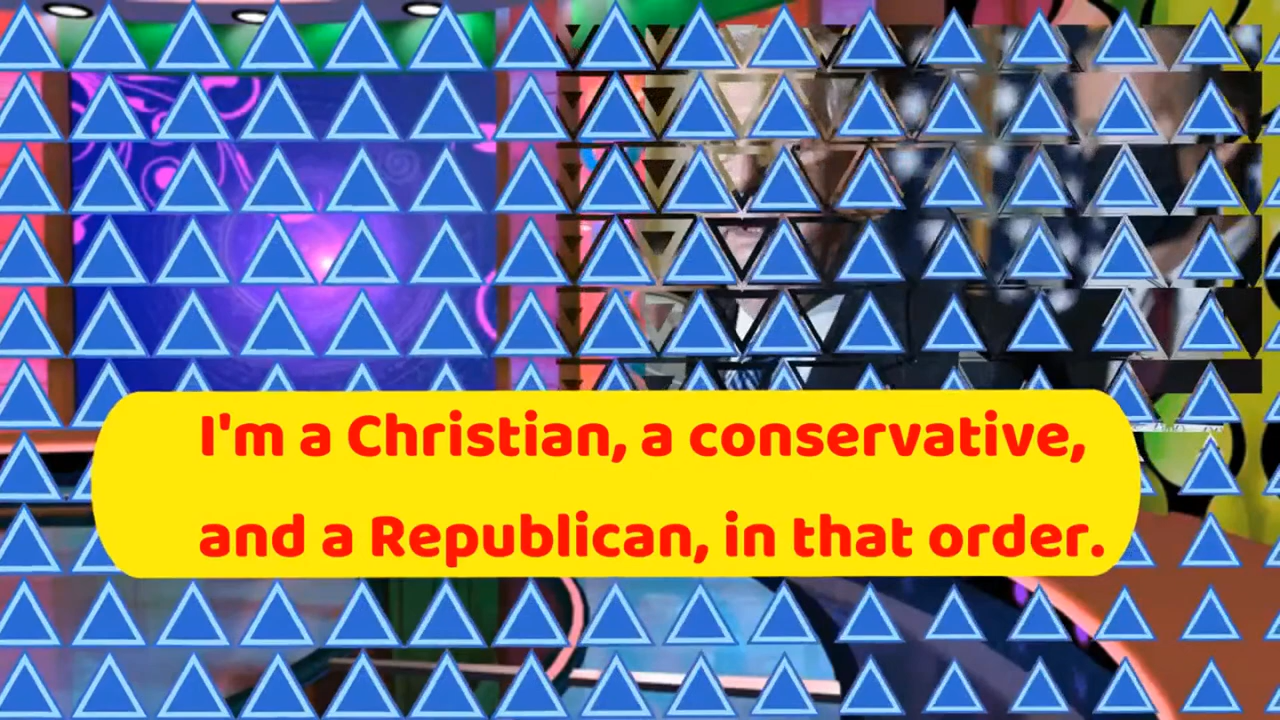 I'm a Christian, a conservative,
and a Republican, in that order.